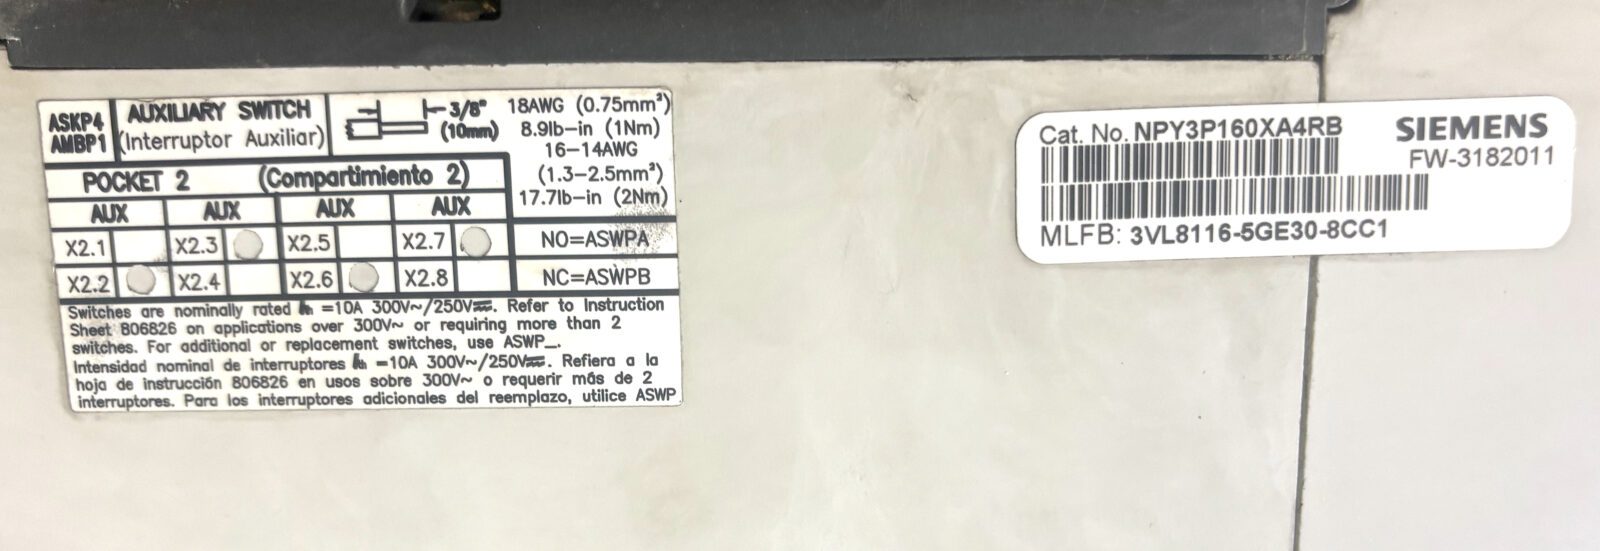 ASKP4
AMBP1
AUXILIARY SWITCH
(Interruptor Auxiliar)
3/8"
(10mm)
18AWG (0.75mm²)
8.9lb-in (1Nm)
16-14AWG
(1.3-2.5mm²)
17.7lb-in (2Nm)
POCKET 2 (Compartimiento 2)
AUX AUX AUX AUX
X2.1 X2.3 X2.5 X2.7 NO=ASWPA
X2.2 X2.4 X2.6 X2.8 NC=ASWPB
Switches are nominally rated Ith =10A 300V~/250V⎓. Refer to Instruction
Sheet 806826 on applications over 300V~ or requiring more than 2
switches. For additional or replacement switches, use ASWP_.
Intensidad nominal de interruptores Ith =10A 300V~/250V⎓. Refiera a la
hoja de instrucción 806826 en usos sobre 300V~ o requerir más de 2
interruptores. Para los interruptores adicionales del reemplazo, utilice ASWP
Cat. No. NPY3P160XA4RB
SIEMENS
FW-3182011
MLFB: 3VL8116-5GE30-8CC1